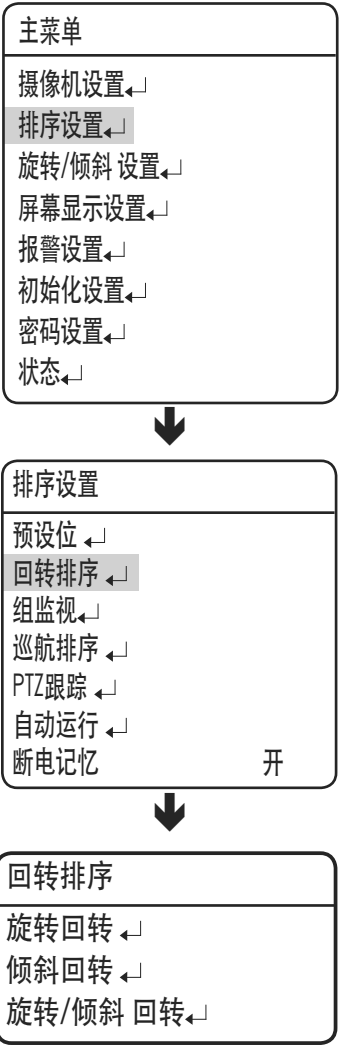 主菜单
摄像机设置↵
排序设置↵
旋转/倾斜 设置↵
屏幕显示设置↵
报警设置↵
初始化设置↵
密码设置↵
状态↵
排序设置
预设位 ↵
回转排序 ↵
组监视↵
巡航排序 ↵
PTZ跟踪 ↵
自动运行 ↵
断电记忆 开
回转排序
旋转回转 ↵
倾斜回转 ↵
旋转/倾斜 回转↵